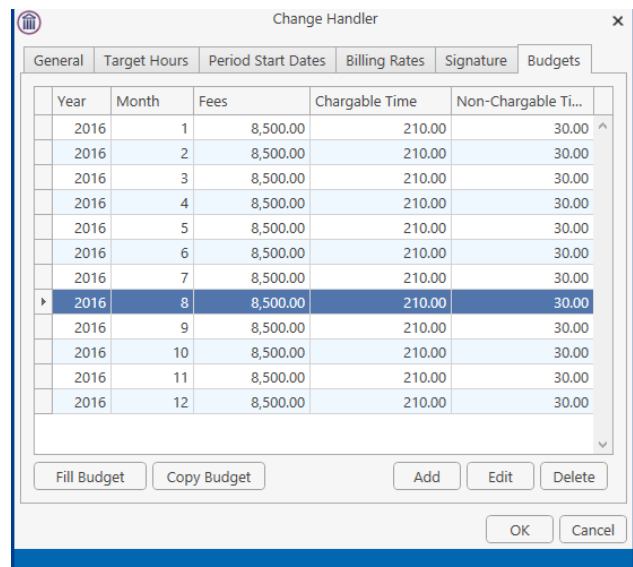 Change Handler
General Target Hours Period Start Dates Billing Rates Signature Budgets
Year Month Fees Chargable Time Non-Chargable Ti...
2016 1 8,500.00 210.00 30.00
2016 2 8,500.00 210.00 30.00
2016 3 8,500.00 210.00 30.00
2016 4 8,500.00 210.00 30.00
2016 5 8,500.00 210.00 30.00
2016 6 8,500.00 210.00 30.00
2016 7 8,500.00 210.00 30.00
2016 8 8,500.00 210.00 30.00
2016 9 8,500.00 210.00 30.00
2016 10 8,500.00 210.00 30.00
2016 11 8,500.00 210.00 30.00
2016 12 8,500.00 210.00 30.00
Fill Budget Copy Budget Add Edit Delete
OK Cancel